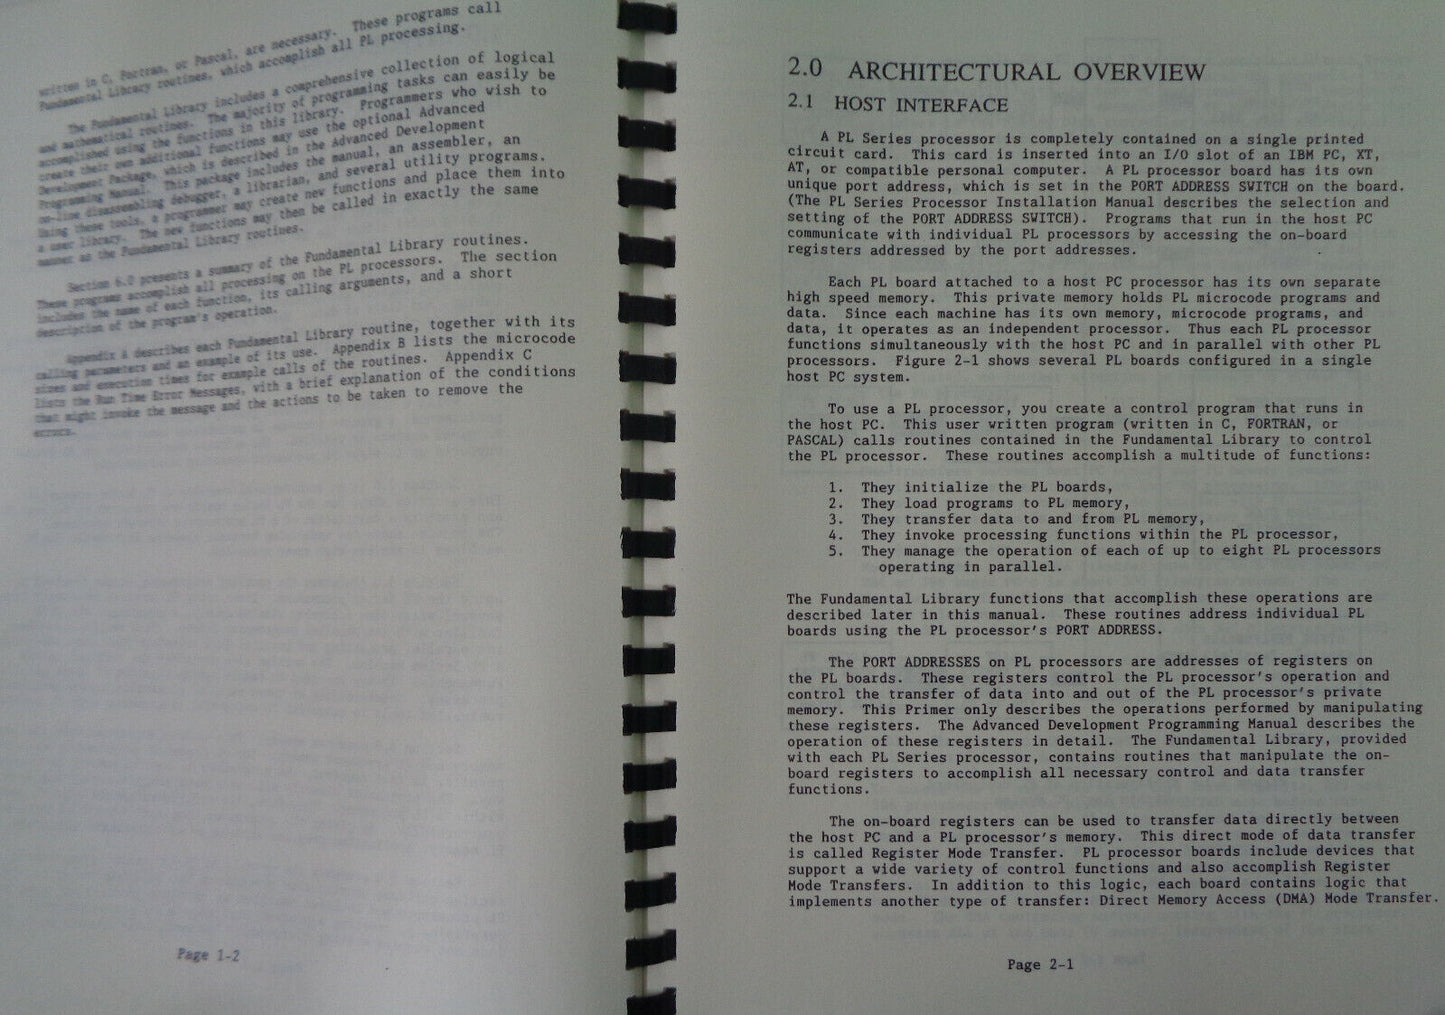 written in C, Fortran, or Pascal, are necessary. These programs call
Fundamental Library routines, which accomplish all PL processing.
The Fundamental Library includes a comprehensive collection of logical
and mathematical routines. The majority of programming tasks can easily be
accomplished using the functions in this library. Programmers who wish to
create their own additional functions may use the optional Advanced
Development Package, which is described in the Advanced Development
Programming Manual. This package includes the manual, an assembler, an
on-line disassembling debugger, a librarian, and several utility programs.
Using these tools, a programmer may create new functions and place them into
a user library. The new functions may then be called in exactly the same
manner as the Fundamental Library routines.
Section 6.0 presents a summary of the Fundamental Library routines.
These programs accomplish all processing on the PL processors. The section
includes the name of each function, its calling arguments, and a short
description of the program's operation.
Appendix A describes each Fundamental Library routine, together with its
calling parameters and an example of its use. Appendix B lists the microcode
sizes and execution times for example calls of the routines. Appendix C
lists the Run Time Error Messages, with a brief explanation of the conditions
that might invoke the message and the actions to be taken to remove the
errors.
Page 1-2
2.0 ARCHITECTURAL OVERVIEW
2.1 HOST INTERFACE
A PL Series processor is completely contained on a single printed
circuit card. This card is inserted into an I/O slot of an IBM PC, XT,
AT, or compatible personal computer. A PL processor board has its own
unique port address, which is set in the PORT ADDRESS SWITCH on the board.
(The PL Series Processor Installation Manual describes the selection and
setting of the PORT ADDRESS SWITCH). Programs that run in the host PC
communicate with individual PL processors by accessing the on-board
registers addressed by the port addresses.
Each PL board attached to a host PC processor has its own separate
high speed memory. This private memory holds PL microcode programs and
data. Since each machine has its own memory, microcode programs, and
data, it operates as an independent processor. Thus each PL processor
functions simultaneously with the host PC and in parallel with other PL
processors. Figure 2-1 shows several PL boards configured in a single
host PC system.
To use a PL processor, you create a control program that runs in
the host PC. This user written program (written in C, FORTRAN, or
PASCAL) calls routines contained in the Fundamental Library to control
the PL processor. These routines accomplish a multitude of functions:
1. They initialize the PL boards,
2. They load programs to PL memory,
3. They transfer data to and from PL memory,
4. They invoke processing functions within the PL processor,
5. They manage the operation of each of up to eight PL processors
operating in parallel.
The Fundamental Library functions that accomplish these operations are
described later in this manual. These routines address individual PL
boards using the PL processor's PORT ADDRESS.
The PORT ADDRESSES on PL processors are addresses of registers on
the PL boards. These registers control the PL processor's operation and
control the transfer of data into and out of the PL processor's private
memory. This Primer only describes the operations performed by manipulating
these registers. The Advanced Development Programming Manual describes the
operation of these registers in detail. The Fundamental Library, provided
with each PL Series processor, contains routines that manipulate the on-
board registers to accomplish all necessary control and data transfer
functions.
The on-board registers can be used to transfer data directly between
the host PC and a PL processor's memory. This direct mode of data transfer
is called Register Mode Transfer. PL processor boards include devices that
support a wide variety of control functions and also accomplish Register
Mode Transfers. In addition to this logic, each board contains logic that
implements another type of transfer: Direct Memory Access (DMA) Mode Transfer.
Page 2-1